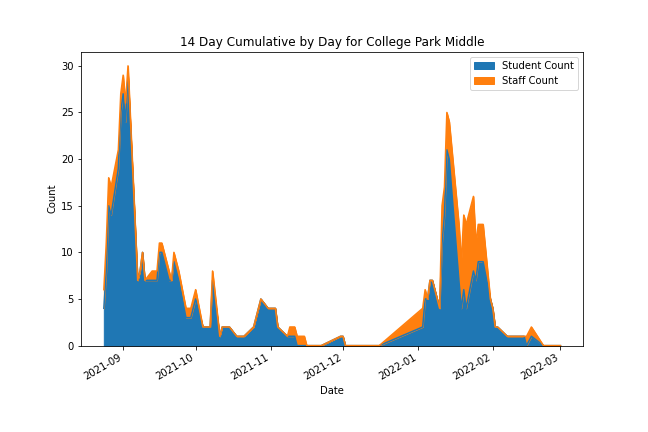 14 Day Cumulative by Day for College Park Middle
Student Count
Staff Count
Count
30
25
20
15
10
5
0
2021-09
2021-10
2021-11
2021-12
2022-01
2022-02
2022-03
Date